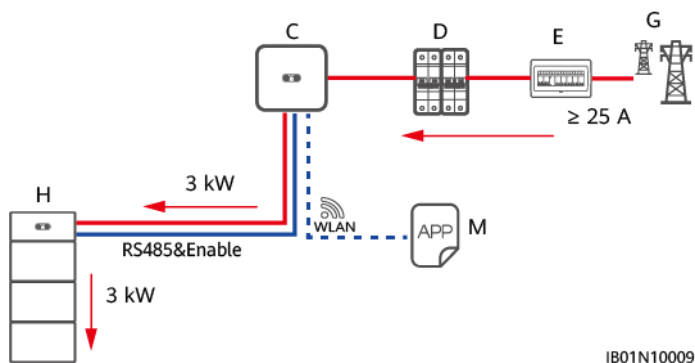 C
D
E
G
≥ 25 A
3 kW
H
WLAN
APP
M
RS485&Enable
3 kW
IB01N10009